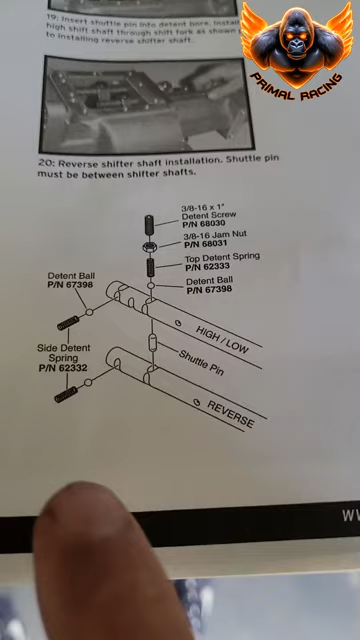 PRIMAL RACING
19: Insert shuttle pin into detent bore. Install
high shift shaft through shift fork as shown
to installing reverse shifter shaft.
20: Reverse shifter shaft installation. Shuttle pin
must be between shifter shafts.
3/8-16 x 1"
Detent Screw
P/N 68030
3/8-16 Jam Nut
P/N 68031
Top Detent Spring
P/N 62333
Detent Ball
P/N 67398
Detent Ball
P/N 67398
HIGH / LOW
Side Detent
Spring
P/N 62332
Shuttle Pin
REVERSE